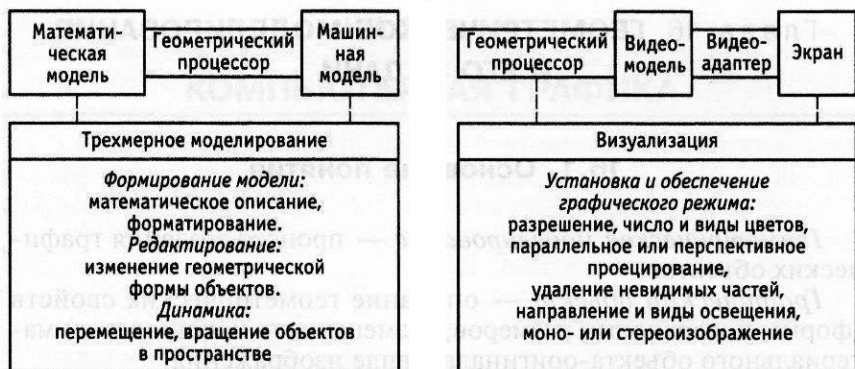 Математи-
ческая
модель
Геометрический
процессор
Машин-
ная
модель
Трехмерное моделирование
Формирование модели:
математическое описание,
форматирование.
Редактирование:
изменение геометрической
формы объектов.
Динамика:
перемещение, вращение объектов
в пространстве
Геометрический
процессор
Видео-
модель
Видео-
адаптер
Экран
Визуализация
Установка и обеспечение
графического режима:
разрешение, число и виды цветов,
параллельное или перспективное
проецирование,
удаление невидимых частей,
направление и виды освещения,
моно- или стереоизображение